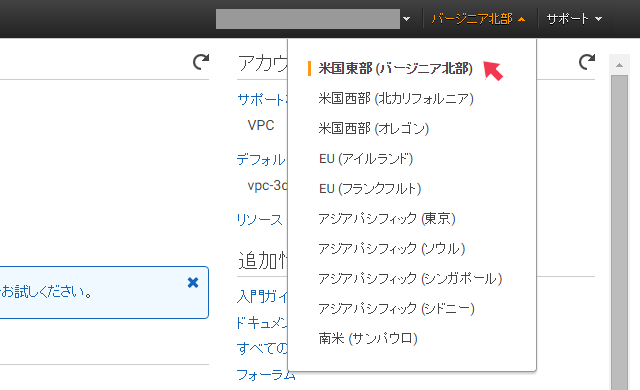 バージニア北部
サポート
アカウ
サポート
VPC
デフォル
vpc-3
リソース
追加情
入門ガイ
ドキュメン
すべての
フォーラム
お試しください。
米国東部 (バージニア北部)
米国西部 (北カリフォルニア)
米国西部 (オレゴン)
EU (アイルランド)
EU (フランクフルト)
アジアパシフィック (東京)
アジアパシフィック (ソウル)
アジアパシフィック (シンガポール)
アジアパシフィック (シドニー)
南米 (サンパウロ)